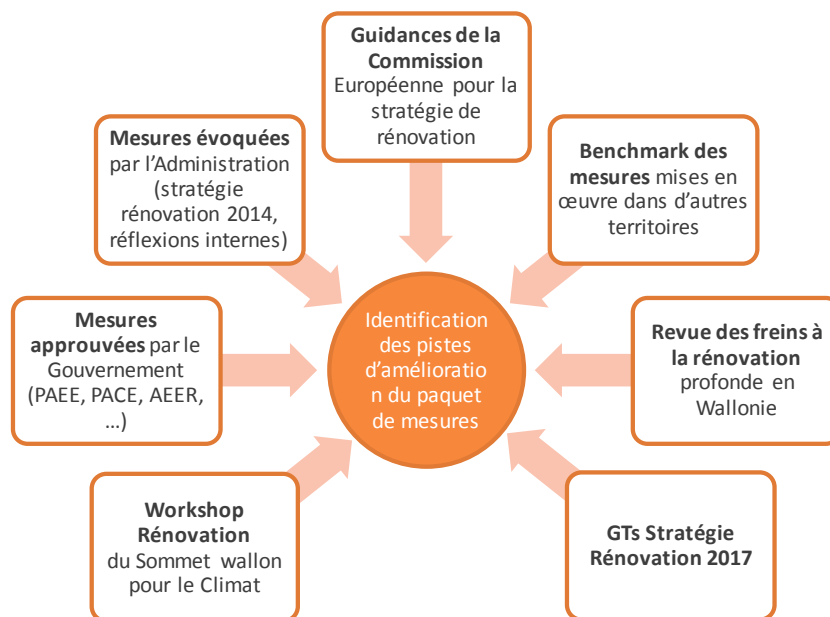 Guidances de la
Commission
Européenne pour la
stratégie de
rénovation
Mesures évoquées
par l'Administration
(stratégie
rénovation 2014,
réflexions internes)
Benchmark des
mesures mises en
œuvre dans d'autres
territoires
Mesures
approuvées par le
Gouvernement
(PAEE, PACE, AEER,
…)
Identification
des pistes
d'amélioratio
n du paquet
de mesures
Revue des freins à
la rénovation
profonde en
Wallonie
Workshop
Rénovation
du Sommet wallon
pour le Climat
GTs Stratégie
Rénovation 2017